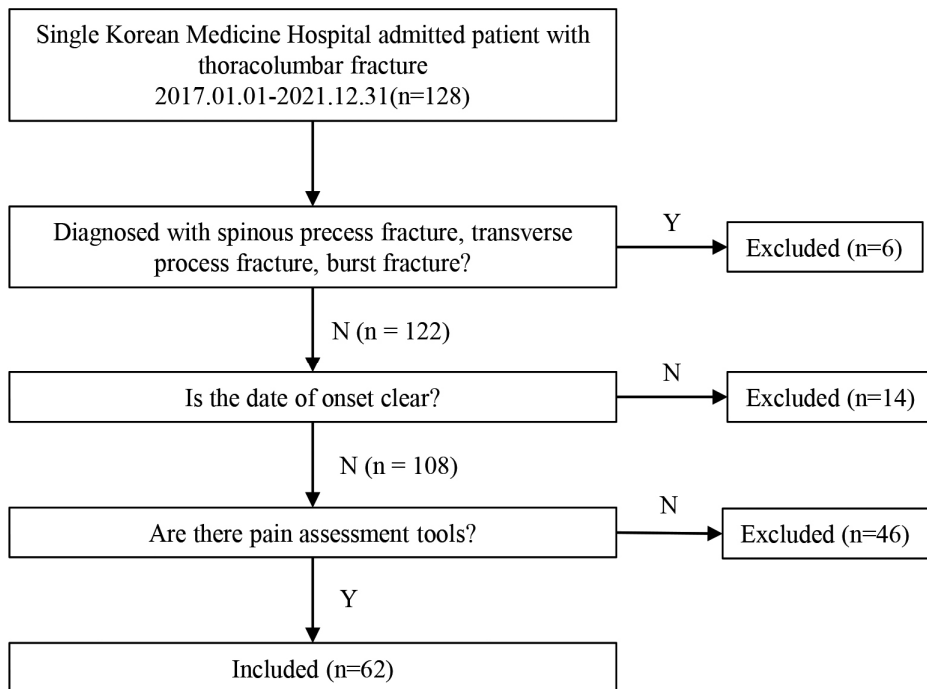 Single Korean Medicine Hospital admitted patient with
thoracolumbar fracture
2017.01.01-2021.12.31(n=128)
Diagnosed with spinous precess fracture, transverse
process fracture, burst fracture?
Y
Excluded (n=6)
N (n = 122)
Is the date of onset clear?
N
Excluded (n=14)
N (n = 108)
Are there pain assessment tools?
N
Excluded (n=46)
Y
Included (n=62)